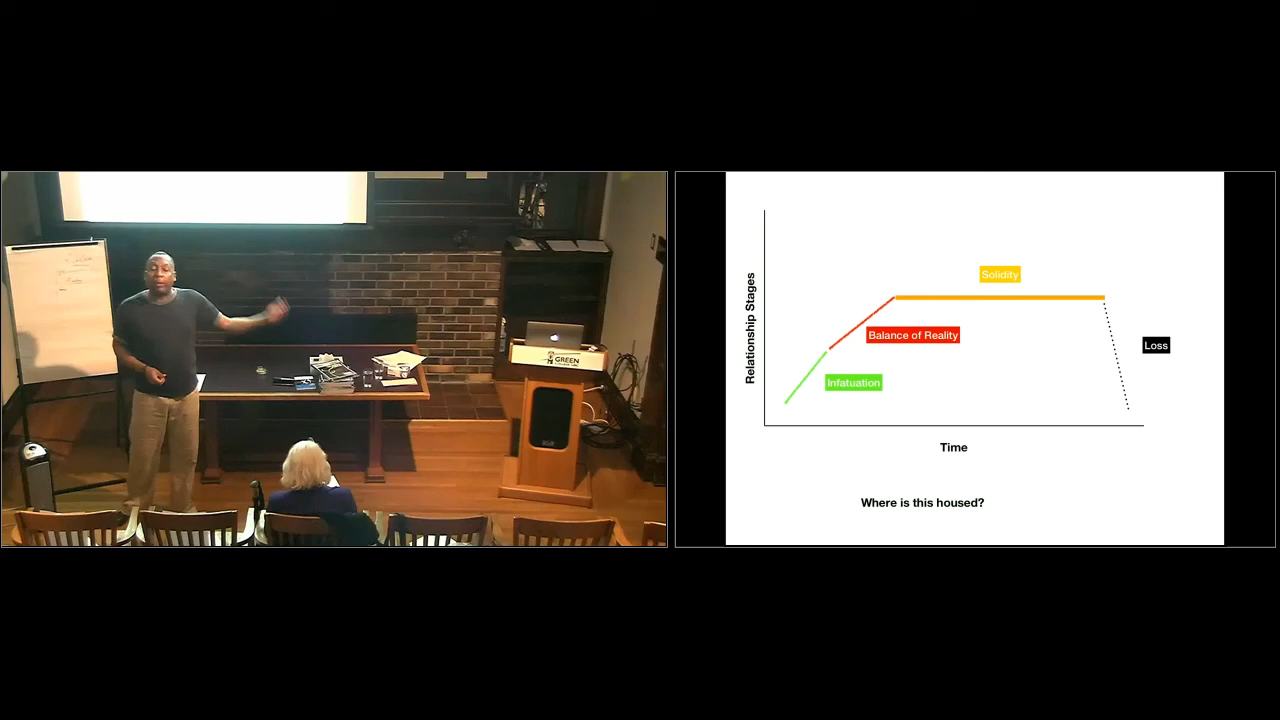 GREEN
Relationship Stages
Solidity
Balance of Reality
Loss
Infatuation
Time
Where is this housed?